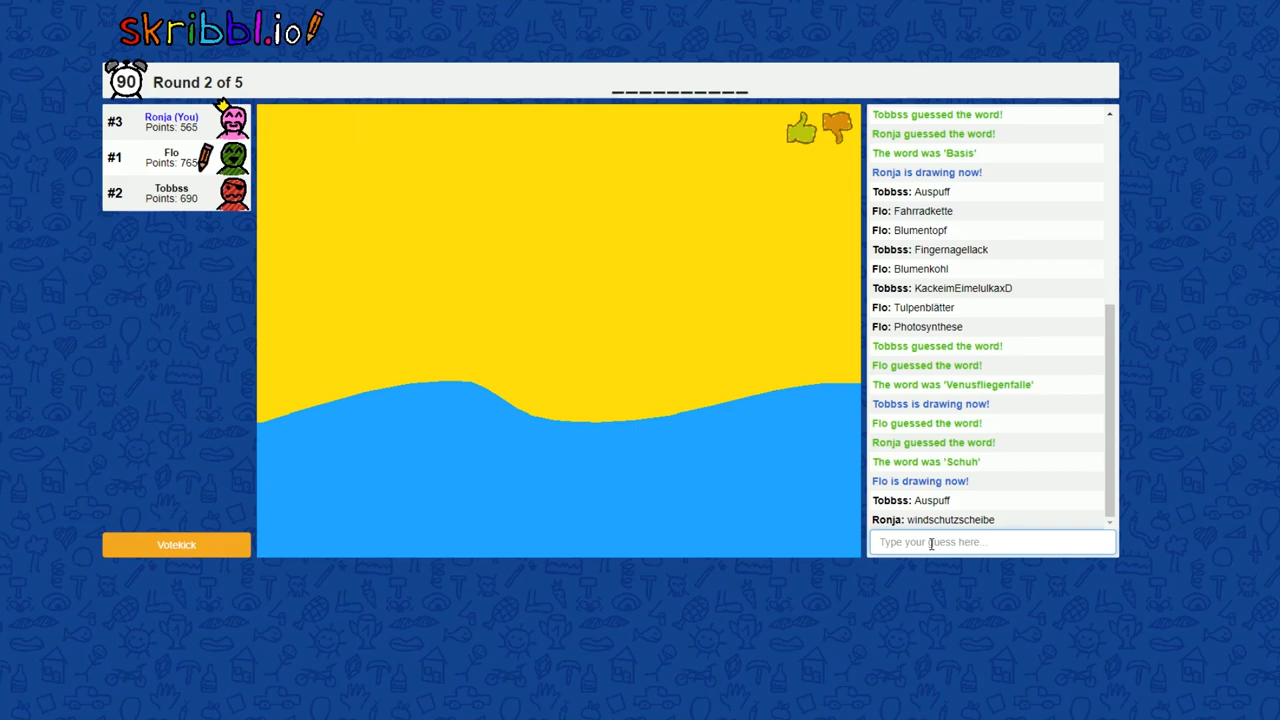 skribbl.io
90 Round 2 of 5 __________
#3 Ronja (You)
Points: 565
#1 Flo
Points: 765
#2 Tobbss
Points: 690
Votekick
Tobbss guessed the word!
Ronja guessed the word!
The word was 'Basis'
Ronja is drawing now!
Tobbss: Auspuff
Flo: Fahrradkette
Flo: Blumentopf
Tobbss: Fingernagellack
Flo: Blumenkohl
Tobbss: KackeimEimelulkaxD
Flo: Tulpenblätter
Flo: Photosynthese
Tobbss guessed the word!
Flo guessed the word!
The word was 'Venusfliegenfalle'
Tobbss is drawing now!
Flo guessed the word!
Ronja guessed the word!
The word was 'Schuh'
Flo is drawing now!
Tobbss: Auspuff
Ronja: windschutzscheibe
Type your guess here...